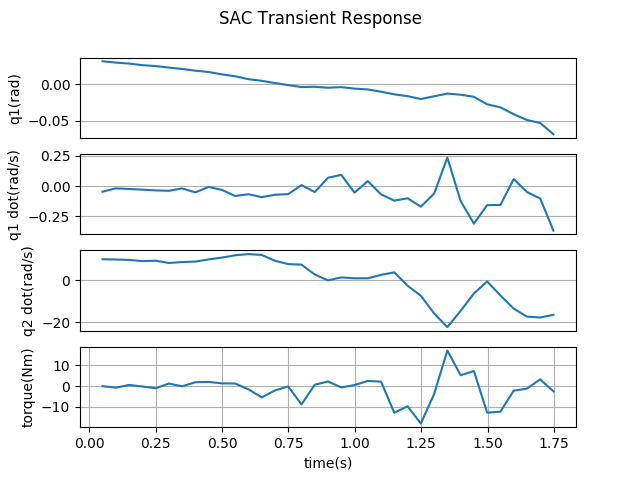 SAC Transient Response
q1(rad)
0.00
−0.05
q1 dot(rad/s)
0.25
0.00
−0.25
q2 dot(rad/s)
0
−20
torque(Nm)
10
0
−10
0.00 0.25 0.50 0.75 1.00 1.25 1.50 1.75
time(s)